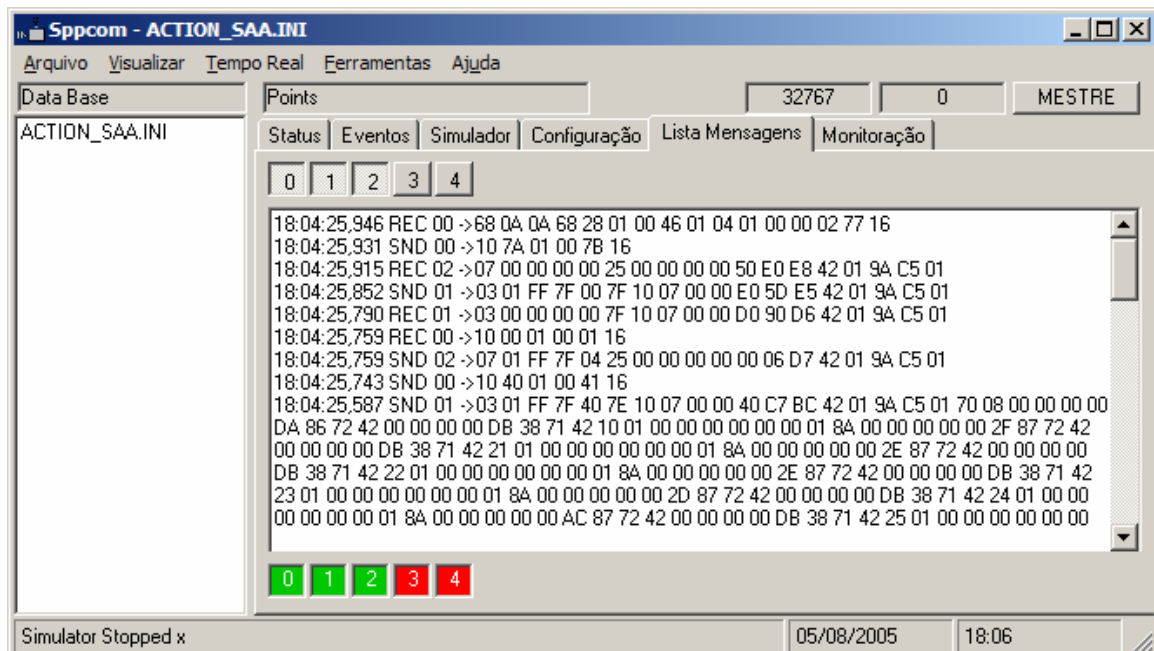 Sppcom - ACTION_SAA.INI
Arquivo Visualizar Tempo Real Ferramentas Ajuda
Data Base
Points
32767
0
MESTRE
ACTION_SAA.INI
Status Eventos Simulador Configuração Lista Mensagens Monitoração
0 1 2 3 4
18:04:25,946 REC 00 ->68 0A 0A 68 28 01 00 46 01 04 01 00 00 02 77 16
18:04:25,931 SND 00 ->10 7A 01 00 7B 16
18:04:25,915 REC 02 ->07 00 00 00 00 25 00 00 00 00 50 E0 E8 42 01 9A C5 01
18:04:25,852 SND 01 ->03 01 FF 7F 00 7F 10 07 00 00 E0 5D E5 42 01 9A C5 01
18:04:25,790 REC 01 ->03 00 00 00 00 7F 10 07 00 00 D0 90 D6 42 01 9A C5 01
18:04:25,759 REC 00 ->10 00 01 00 01 16
18:04:25,759 SND 02 ->07 01 FF 7F 04 25 00 00 00 00 00 06 D7 42 01 9A C5 01
18:04:25,743 SND 00 ->10 40 01 00 41 16
18:04:25,587 SND 01 ->03 01 FF 7F 40 7E 10 07 00 00 40 C7 BC 42 01 9A C5 01 70 08 00 00 00 00
DA 86 72 42 00 00 00 00 DB 38 71 42 10 01 00 00 00 00 00 00 01 8A 00 00 00 00 00 2F 87 72 42
00 00 00 00 DB 38 71 42 21 01 00 00 00 00 00 00 01 8A 00 00 00 00 00 2E 87 72 42 00 00 00 00
DB 38 71 42 22 01 00 00 00 00 00 00 01 8A 00 00 00 00 00 2E 87 72 42 00 00 00 00 DB 38 71 42
23 01 00 00 00 00 00 00 01 8A 00 00 00 00 00 2D 87 72 42 00 00 00 00 DB 38 71 42 24 01 00 00
00 00 00 00 01 8A 00 00 00 00 00 AC 87 72 42 00 00 00 00 DB 38 71 42 25 01 00 00 00 00 00 00
0 1 2 3 4
Simulator Stopped x
05/08/2005
18:06